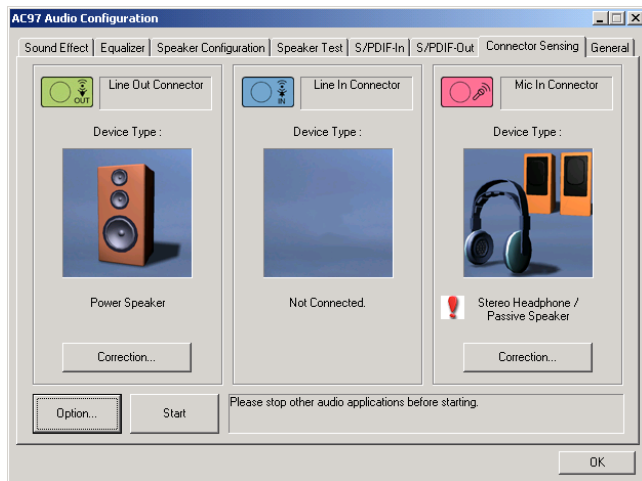 AC97 Audio Configuration
Sound Effect
Equalizer
Speaker Configuration
Speaker Test
S/PDIF-In
S/PDIF-Out
Connector Sensing
General
OUT
Line Out Connector
Device Type :
Power Speaker
Correction...
IN
Line In Connector
Not Connected.
Mic In Connector
Device Type :
Stereo Headphone /
Passive Speaker
Correction...
Option...
Start
Please stop other audio applications before starting.
OK